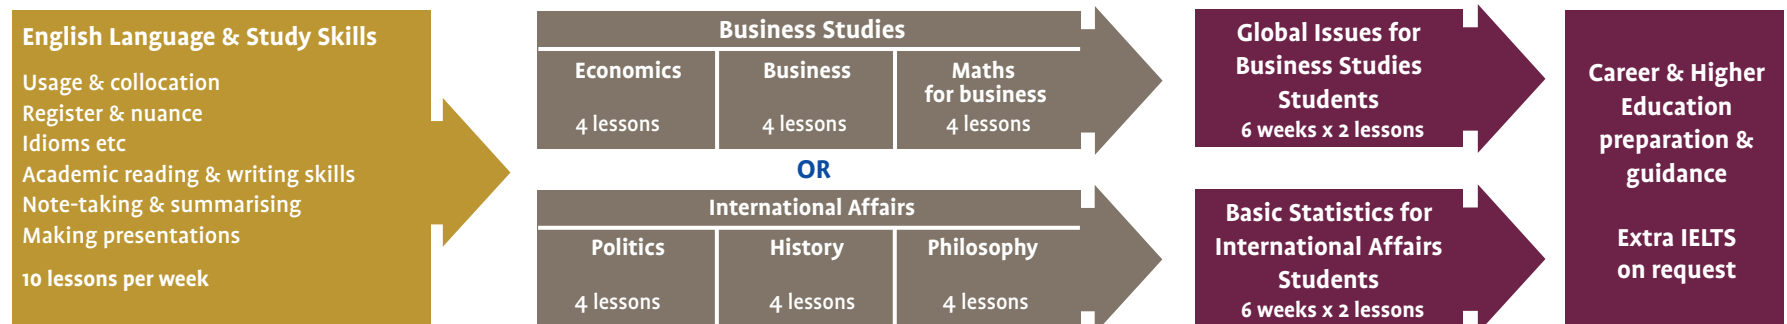 English Language & Study Skills
Usage & collocation
Register & nuance
Idioms etc
Academic reading & writing skills
Note-taking & summarising
Making presentations
10 lessons per week
Business Studies
Economics
4 lessons
Business
4 lessons
Maths
for business
4 lessons
OR
International Affairs
Politics
4 lessons
History
4 lessons
Philosophy
4 lessons
Global Issues for
Business Studies
Students
6 weeks x 2 lessons
Basic Statistics for
International Affairs
Students
6 weeks x 2 lessons
Career & Higher
Education
preparation &
guidance
Extra IELTS
on request